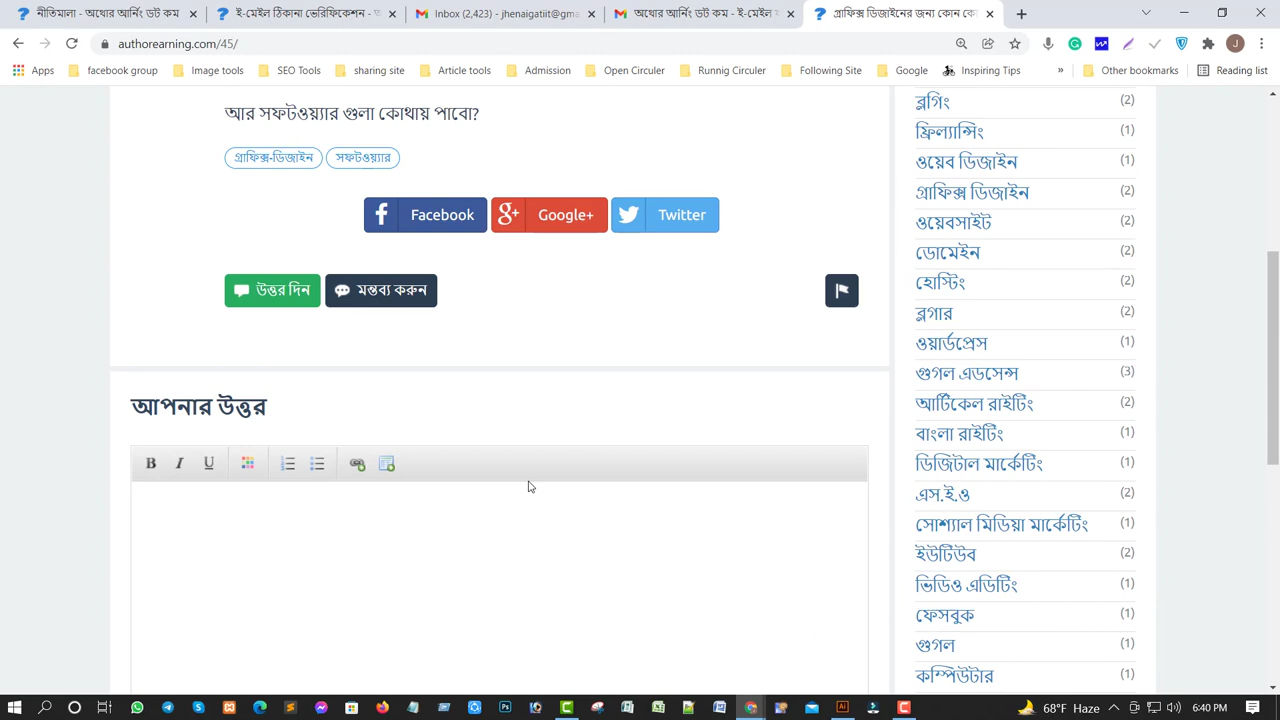 নীতিমালা - অথোর আর্নিং ডট কম
ই-মেইল ঠিকানা ভেরিফিকেশন - অ
Inbox (2,423) - jhenaigatiit@gma
অথোর আর্নিং ডট কম - ই-মেইল ঠ
গ্রাফিক্স ডিজাইনের জন্য কোন কো
authorearning.com/45/
J
Apps
facebook group
Image tools
SEO Tools
sharing site
Article tools
Admission
Open Circuler
Runnig Circuler
Following Site
Google
Inspiring Tips
»
Other bookmarks
Reading list
আর সফটওয়্যার গুলা কোথায় পাবো?
গ্রাফিক্স-ডিজাইন
সফটওয়্যার
Facebook
Google+
Twitter
উত্তর দিন
মন্তব্য করুন
আপনার উত্তর
B I U
ব্লগিং (2)
ফ্রিল্যান্সিং (1)
ওয়েব ডিজাইন (1)
গ্রাফিক্স ডিজাইন (2)
ওয়েবসাইট (2)
ডোমেইন (2)
হোস্টিং (2)
ব্লগার (2)
ওয়ার্ডপ্রেস (1)
গুগল এডসেন্স (3)
আর্টিকেল রাইটিং (2)
বাংলা রাইটিং (1)
ডিজিটাল মার্কেটিং (1)
এস.ই.ও (2)
সোশ্যাল মিডিয়া মার্কেটিং (1)
ইউটিউব (2)
ভিডিও এডিটিং (1)
ফেসবুক (1)
গুগল (1)
কম্পিউটার (1)
68°F Haze
6:40 PM